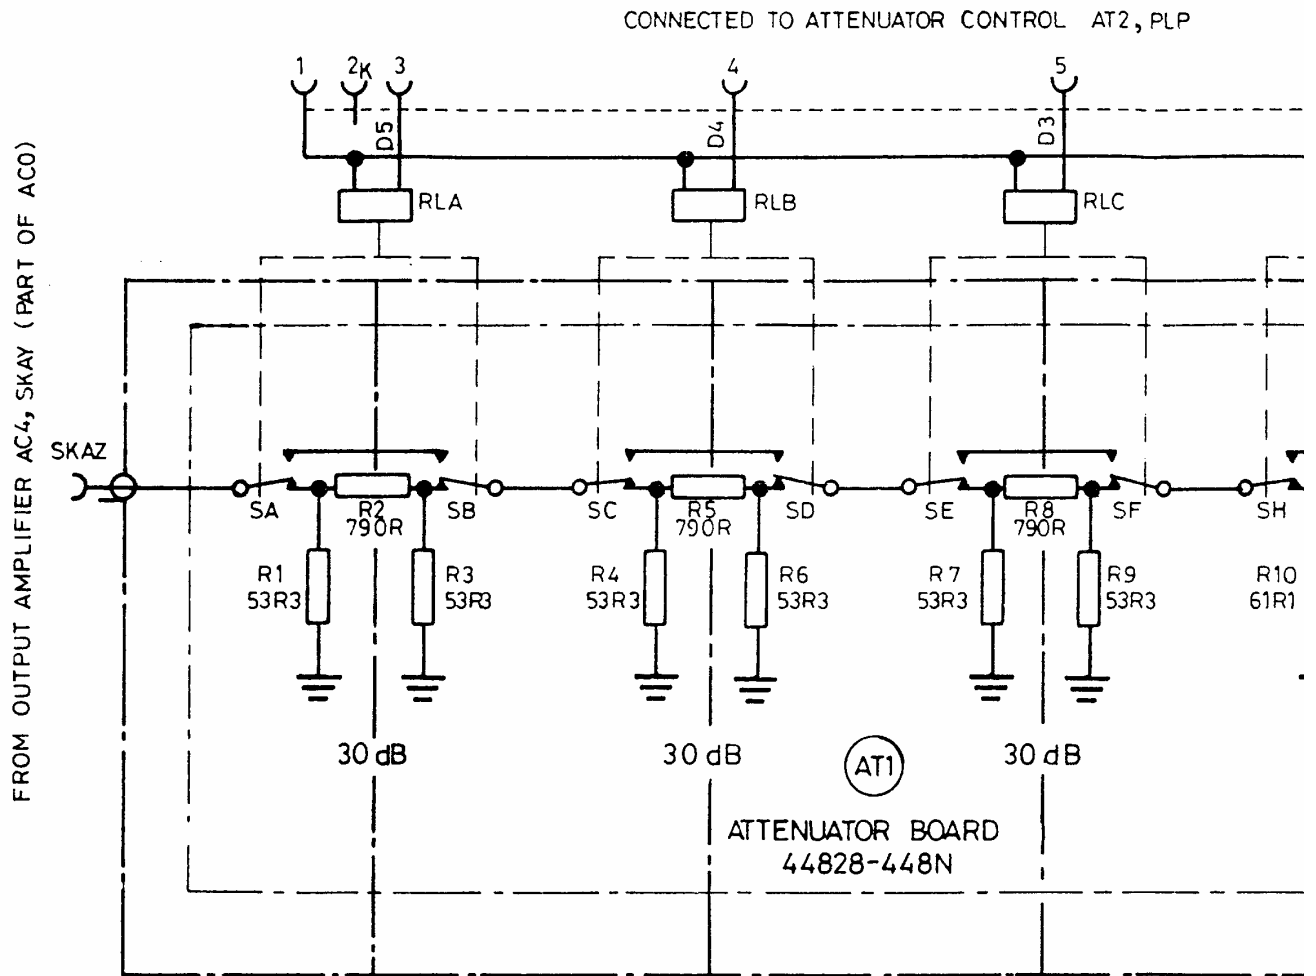 CONNECTED TO ATTENUATOR CONTROL AT2, PLP
1
2K
3
4
5
D5
D4
D3
RLA
RLB
RLC
FROM OUTPUT AMPLIFIER AC4, SKAY (PART OF AC0)
SKAZ
SA
R2
790R
SB
SC
R5
790R
SD
SE
R8
790R
SF
SH
R1
53R3
R3
53R3
R4
53R3
R6
53R3
R7
53R3
R9
53R3
R10
61R1
30 dB
30 dB
30 dB
AT1
ATTENUATOR BOARD
44828-448N